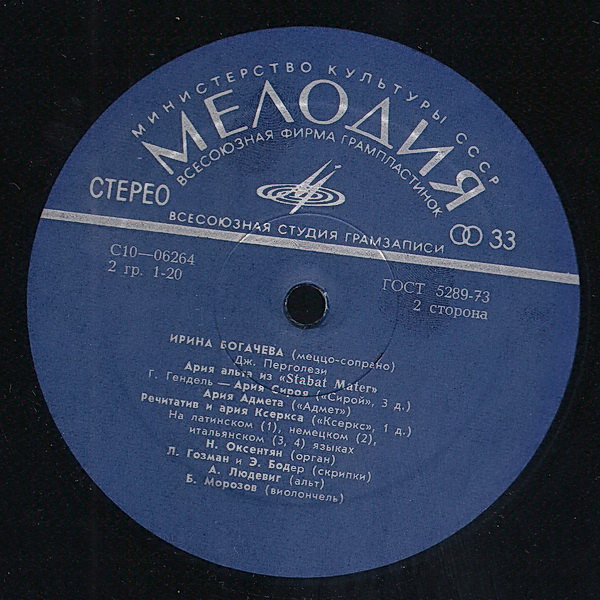 МИНИСТЕРСТВО КУЛЬТУРЫ СССР
МЕЛОДИЯ
ВСЕСОЮЗНАЯ ФИРМА ГРАМПЛАСТИНОК
СТЕРЕО
ВСЕСОЮЗНАЯ СТУДИЯ ГРАМЗАПИСИ
33
С10—06264
2 гр. 1-20
ГОСТ 5289-73
2 сторона
ИРИНА БОГАЧЕВА (меццо-сопрано)
Дж. Перголези
Ария альта из «Stabat Mater»
Г. Гендель — Ария Сироя («Сирой», 3 д.)
Ария Адмета («Адмет»)
Речитатив и ария Ксеркса («Ксеркс», 1 д.)
На латинском (1), немецком (2),
итальянском (3, 4) языках
Н. Оксентян (орган)
Л. Гозман и Э. Бодер (скрипки)
А. Людевиг (альт)
Б. Морозов (виолончель)